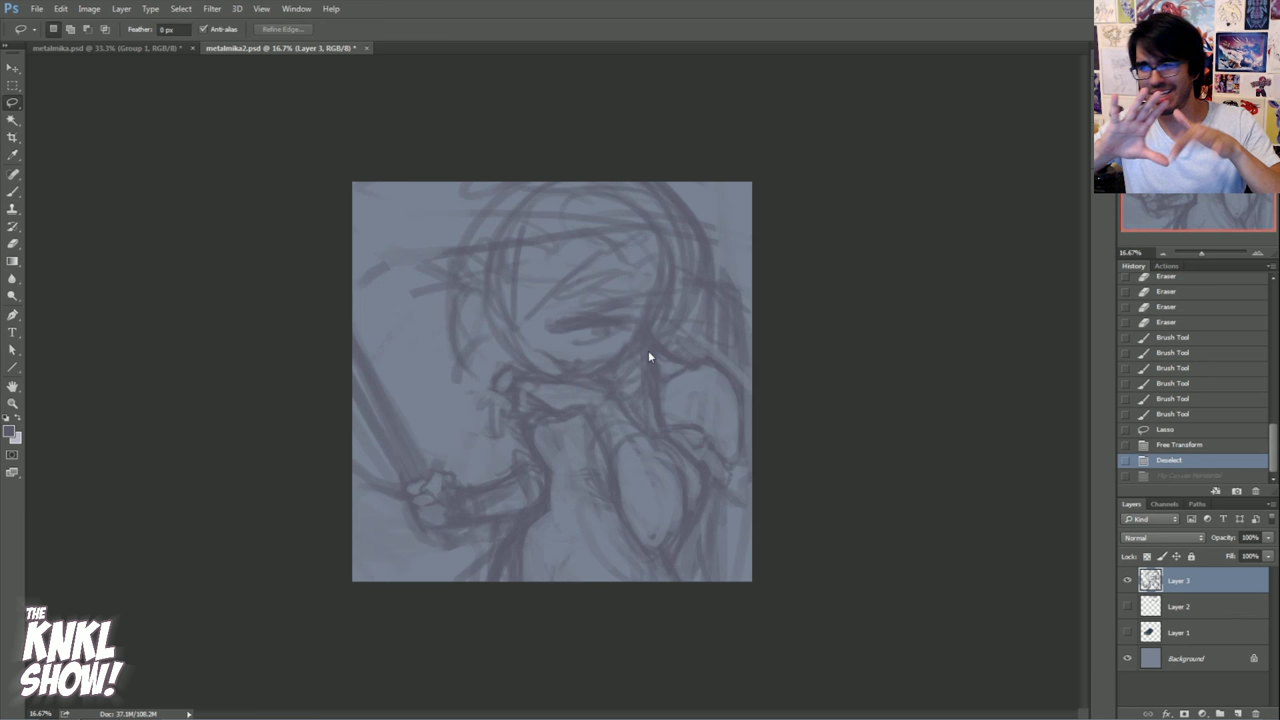 Ps File Edit Image Layer Type Select Filter 3D View Window Help
Feather: 0 px Anti-alias Refine Edge...
metalmika.psd @ 33.3% (Group 1, RGB/8) * × metalmika2.psd @ 16.7% (Layer 3, RGB/8) * ×
16.67%
History Actions
Eraser
Eraser
Eraser
Eraser
Brush Tool
Brush Tool
Brush Tool
Brush Tool
Brush Tool
Brush Tool
Lasso
Free Transform
Deselect
Flip Canvas Horizontal
Layers Channels Paths
Kind
Normal Opacity: 100%
Lock: Fill: 100%
Layer 3
Layer 2
Layer 1
Background
THE
KNKL
SHOW!
16.67% Doc: 37.1M/108.2M